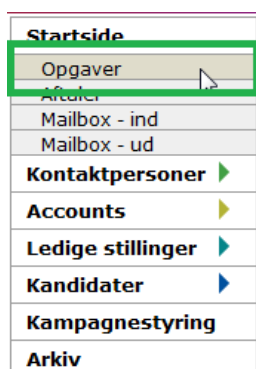 Startside
Opgaver
Aftaler
Mailbox - ind
Mailbox - ud
Kontaktpersoner
Accounts
Ledige stillinger
Kandidater
Kampagnestyring
Arkiv